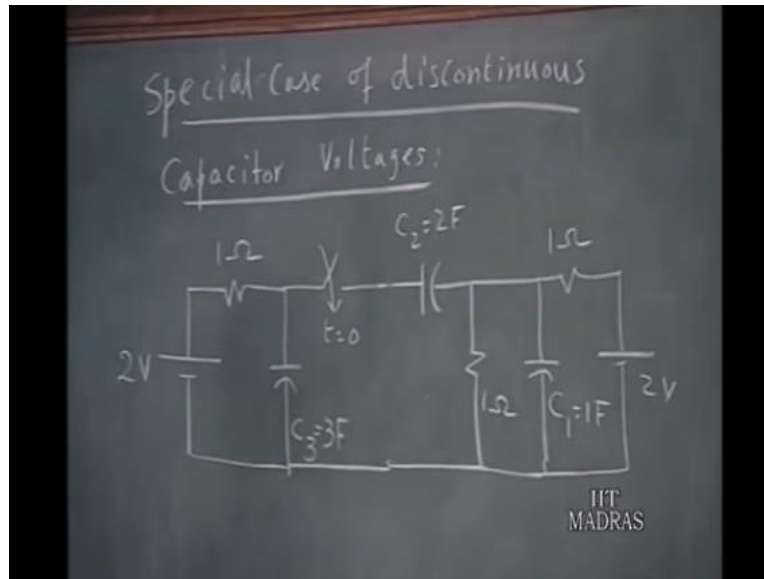 Special Case of discontinuous
Capacitor Voltages:
C₂=2F
1Ω
1Ω
t=0
2V
C₃=3F
1Ω
C₁=1F
2V
IIT
MADRAS